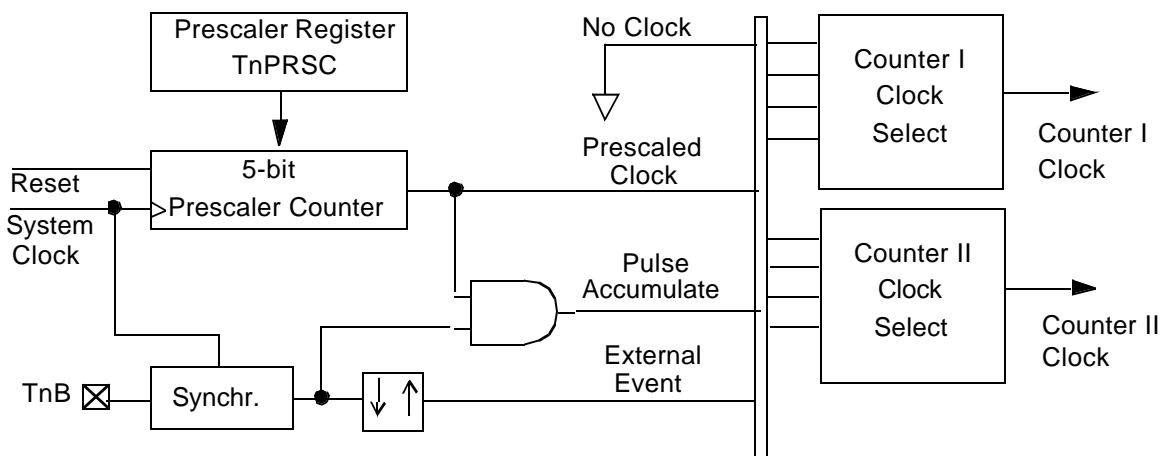 Prescaler Register
TnPRSC
No Clock
Counter I
Clock
Select
Counter I
Clock
5-bit
Prescaler Counter
Reset
System
Clock
Prescaled
Clock
Pulse
Accumulate
Counter II
Clock
Select
Counter II
Clock
External
Event
TnB
Synchr.